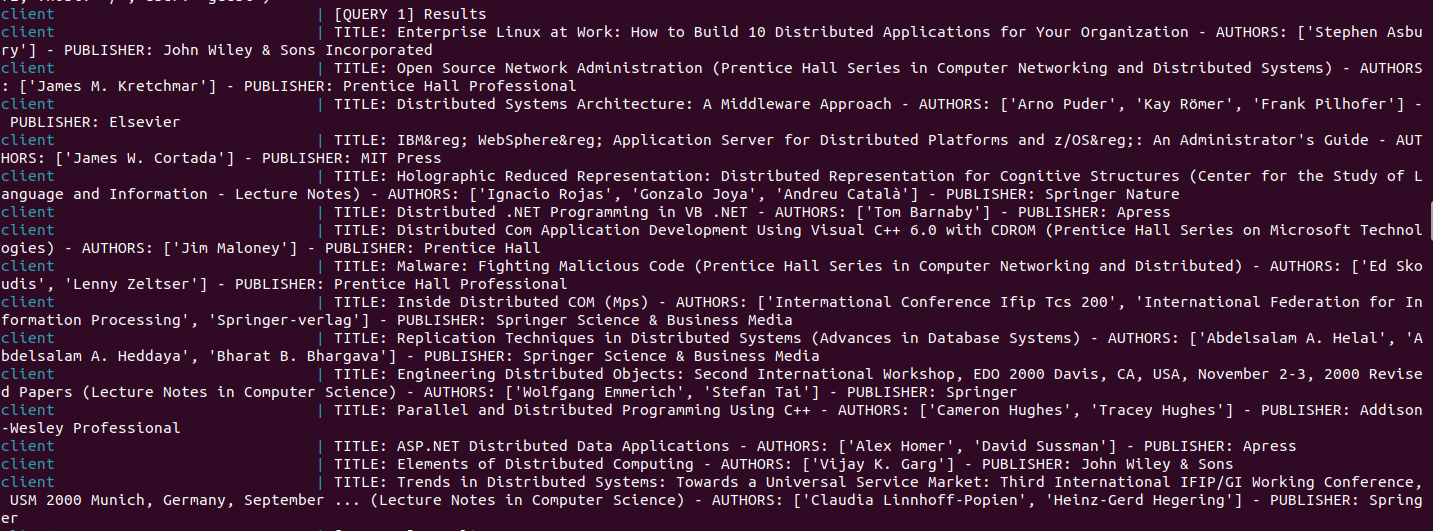 client | [QUERY 1] Results
client | TITLE: Enterprise Linux at Work: How to Build 10 Distributed Applications for Your Organization - AUTHORS: ['Stephen Asbu
ry'] - PUBLISHER: John Wiley & Sons Incorporated
client | TITLE: Open Source Network Administration (Prentice Hall Series in Computer Networking and Distributed Systems) - AUTHORS
: ['James M. Kretchmar'] - PUBLISHER: Prentice Hall Professional
client | TITLE: Distributed Systems Architecture: A Middleware Approach - AUTHORS: ['Arno Puder', 'Kay Römer', 'Frank Pilhofer'] -
PUBLISHER: Elsevier
client | TITLE: IBM&reg; WebSphere&reg; Application Server for Distributed Platforms and z/OS&reg;: An Administrator's Guide - AUT
HORS: ['James W. Cortada'] - PUBLISHER: MIT Press
client | TITLE: Holographic Reduced Representation: Distributed Representation for Cognitive Structures (Center for the Study of L
anguage and Information - Lecture Notes) - AUTHORS: ['Ignacio Rojas', 'Gonzalo Joya', 'Andreu Català'] - PUBLISHER: Springer Nature
client | TITLE: Distributed .NET Programming in VB .NET - AUTHORS: ['Tom Barnaby'] - PUBLISHER: Apress
client | TITLE: Distributed Com Application Development Using Visual C++ 6.0 with CDROM (Prentice Hall Series on Microsoft Technol
ogies) - AUTHORS: ['Jim Maloney'] - PUBLISHER: Prentice Hall
client | TITLE: Malware: Fighting Malicious Code (Prentice Hall Series in Computer Networking and Distributed) - AUTHORS: ['Ed Sko
udis', 'Lenny Zeltser'] - PUBLISHER: Prentice Hall Professional
client | TITLE: Inside Distributed COM (Mps) - AUTHORS: ['International Conference Ifip Tcs 200', 'International Federation for In
formation Processing', 'Springer-verlag'] - PUBLISHER: Springer Science & Business Media
client | TITLE: Replication Techniques in Distributed Systems (Advances in Database Systems) - AUTHORS: ['Abdelsalam A. Helal', 'A
bdelsalam A. Heddaya', 'Bharat B. Bhargava'] - PUBLISHER: Springer Science & Business Media
client | TITLE: Engineering Distributed Objects: Second International Workshop, EDO 2000 Davis, CA, USA, November 2-3, 2000 Revise
d Papers (Lecture Notes in Computer Science) - AUTHORS: ['Wolfgang Emmerich', 'Stefan Tai'] - PUBLISHER: Springer
client | TITLE: Parallel and Distributed Programming Using C++ - AUTHORS: ['Cameron Hughes', 'Tracey Hughes'] - PUBLISHER: Addison
-Wesley Professional
client | TITLE: ASP.NET Distributed Data Applications - AUTHORS: ['Alex Homer', 'David Sussman'] - PUBLISHER: Apress
client | TITLE: Elements of Distributed Computing - AUTHORS: ['Vijay K. Garg'] - PUBLISHER: John Wiley & Sons
client | TITLE: Trends in Distributed Systems: Towards a Universal Service Market: Third International IFIP/GI Working Conference,
USM 2000 Munich, Germany, September ... (Lecture Notes in Computer Science) - AUTHORS: ['Claudia Linnhoff-Popien', 'Heinz-Gerd Hegering'] - PUBLISHER: Spring
er